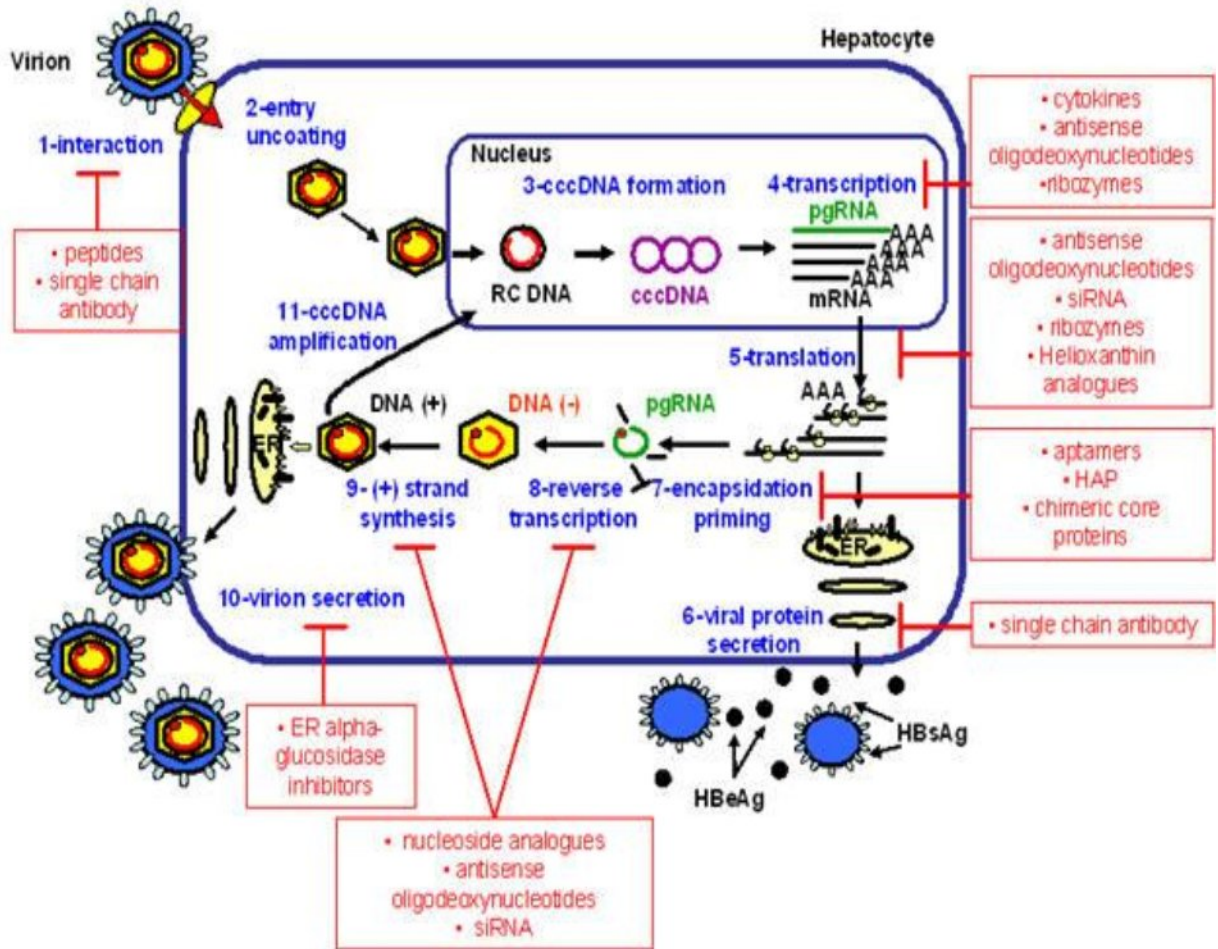 Hepatocyte
Virion
2-entry
uncoating
1-interaction
• peptides
• single chain
antibody
Nucleus
3-cccDNA formation
4-transcription
pgRNA
AAA
AAA
AAA
AAA
mRNA
RC DNA
cccDNA
• cytokines
• antisense
oligodeoxynucleotides
•ribozymes
• antisense
oligodeoxynucleotides
• siRNA
• ribozymes
• Helioxanthin
analogues
11-cccDNA
amplification
5-translation
AAA
DNA (+)
DNA (-)
pgRNA
ER
9- (+) strand
synthesis
8-reverse
transcription
7-encapsidation
priming
• aptamers
• HAP
• chimeric core
proteins
ER
10-virion secretion
6-viral protein
secretion
• single chain antibody
• ER alpha-
glucosidase
inhibitors
HBsAg
HBeAg
• nucleoside analogues
• antisense
oligodeoxynucleotides
• siRNA